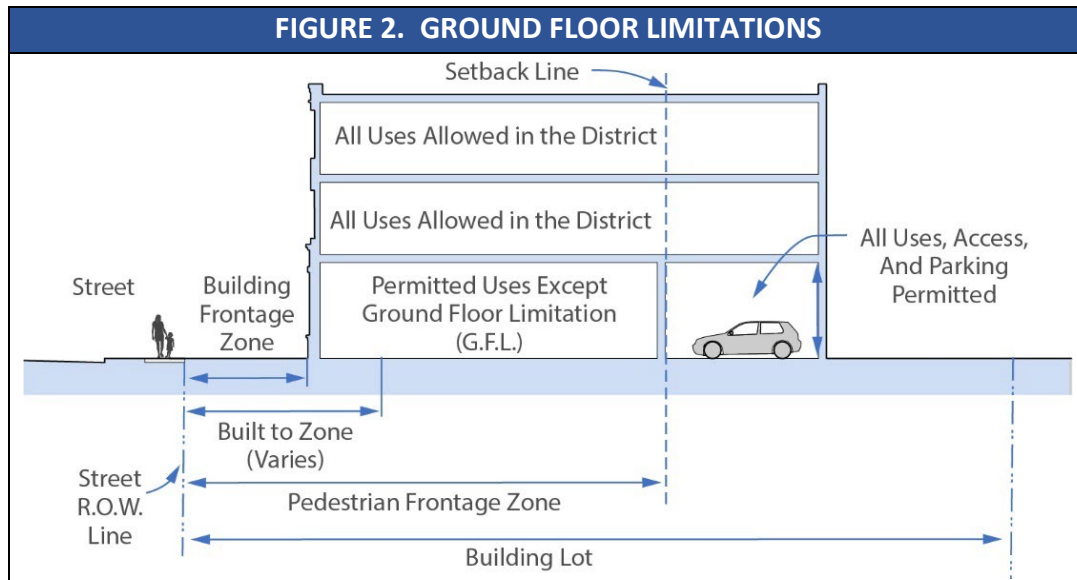 FIGURE 2. GROUND FLOOR LIMITATIONS
Setback Line
All Uses Allowed in the District
All Uses Allowed in the District
All Uses, Access,
And Parking
Permitted
Street
Building
Frontage
Zone
Permitted Uses Except
Ground Floor Limitation
(G.F.L.)
Built to Zone
(Varies)
Street
R.O.W.
Line
Pedestrian Frontage Zone
Building Lot